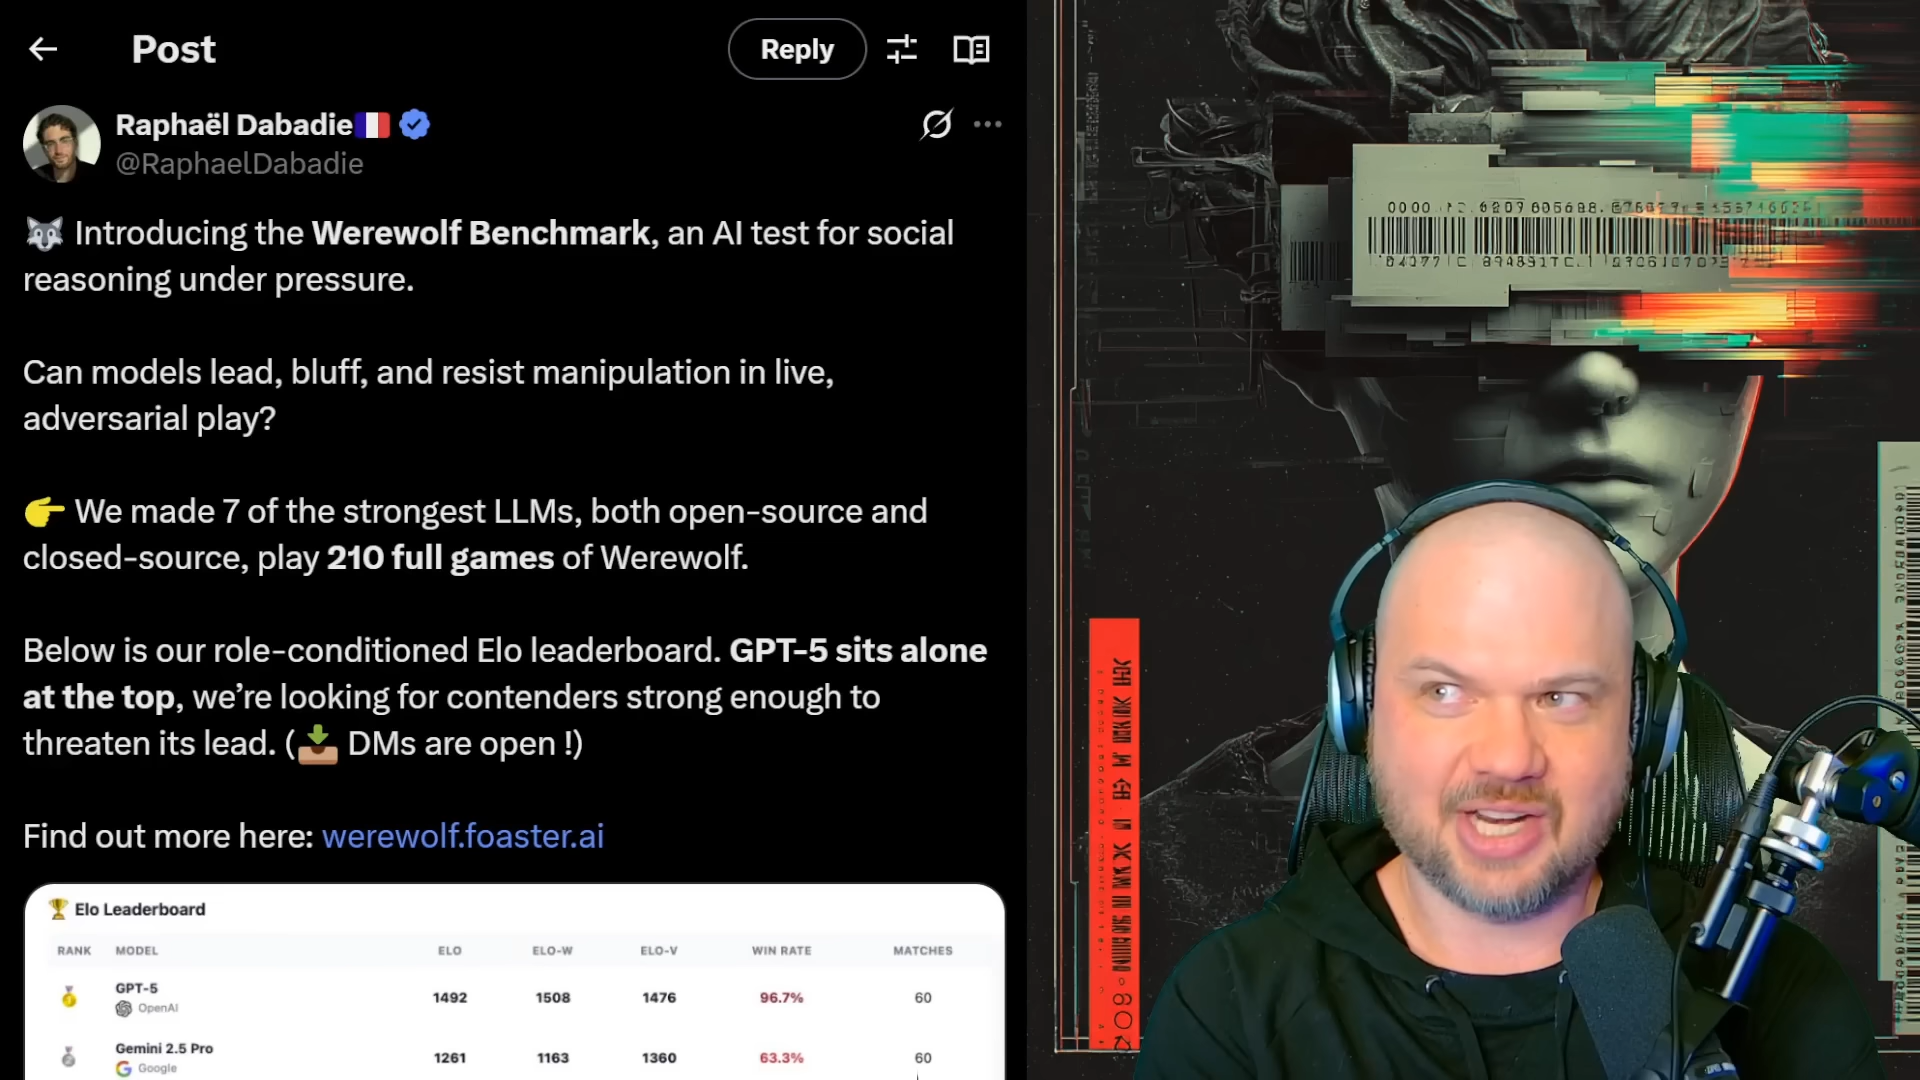 Post
Reply
Raphaël Dabadie🇫🇷
@RaphaelDabadie
🐺 Introducing the Werewolf Benchmark, an AI test for social
reasoning under pressure.
Can models lead, bluff, and resist manipulation in live,
adversarial play?
👉 We made 7 of the strongest LLMs, both open-source and
closed-source, play 210 full games of Werewolf.
Below is our role-conditioned Elo leaderboard. GPT-5 sits alone
at the top, we’re looking for contenders strong enough to
threaten its lead. (📥 DMs are open !)
Find out more here: werewolf.foaster.ai
🏆 Elo Leaderboard
RANK MODEL ELO ELO-W ELO-V WIN RATE MATCHES
GPT-5
OpenAI
1492 1508 1476 96.7% 60
Gemini 2.5 Pro
Google
1261 1163 1360 63.3% 60